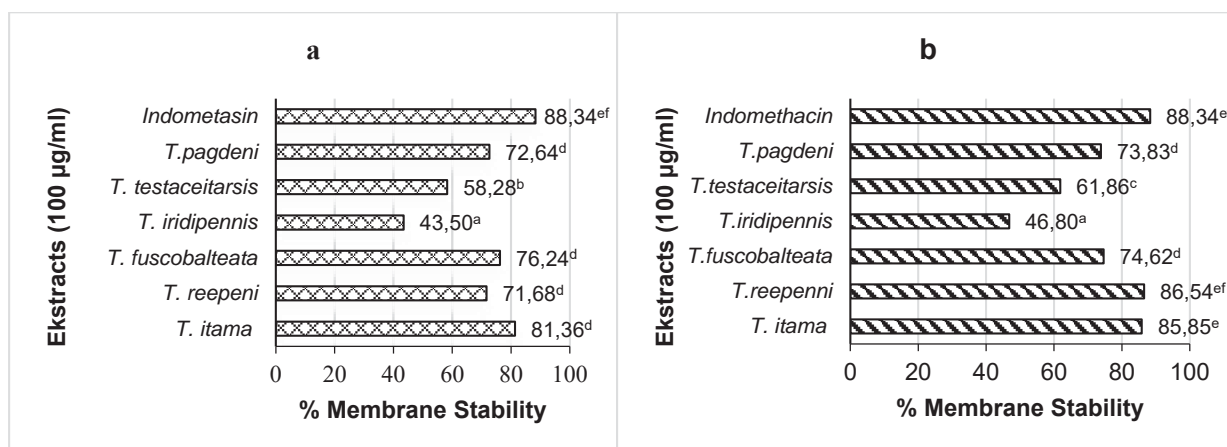 a
Ekstracts (100 µg/ml)
Indometasin 88,34ᵉᶠ
T.pagdeni 72,64ᵈ
T. testaceitarsis 58,28ᵇ
T. iridipennis 43,50ᵃ
T. fuscobalteata 76,24ᵈ
T. reepeni 71,68ᵈ
T. itama 81,36ᵈ
0 20 40 60 80 100
% Membrane Stability
b
Ekstracts (100 µg/ml)
Indomethacin 88,34ᵉ
T.pagdeni 73,83ᵈ
T.testaceitarsis 61,86ᶜ
T.iridipennis 46,80ᵃ
T.fuscobalteata 74,62ᵈ
T.reepenni 86,54ᵉᶠ
T. itama 85,85ᵉ
0 20 40 60 80 100
% Membrane Stability